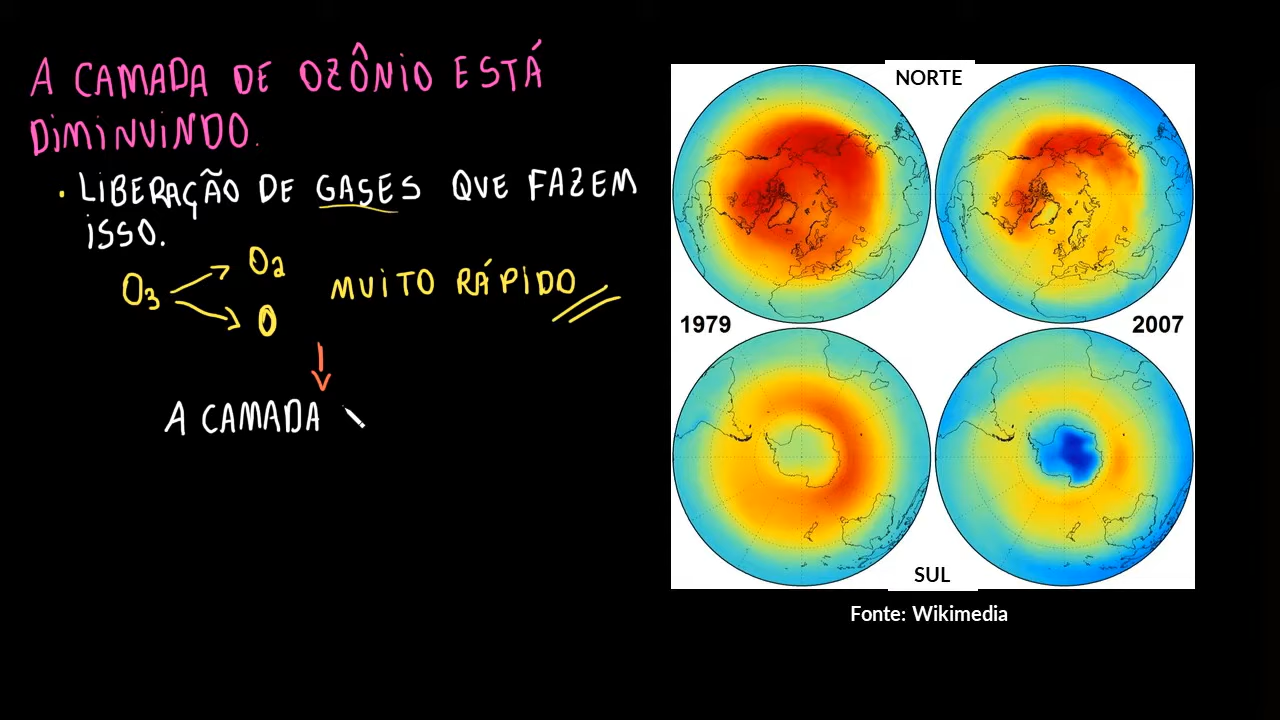 A CAMADA DE OZÔNIO ESTÁ
DIMINUINDO.
· LIBERAÇÃO DE GASES QUE FAZEM
ISSO.
O3 → O2
→ O
MUITO RÁPIDO
↓
A CAMADA
NORTE
1979
2007
SUL
Fonte: Wikimedia